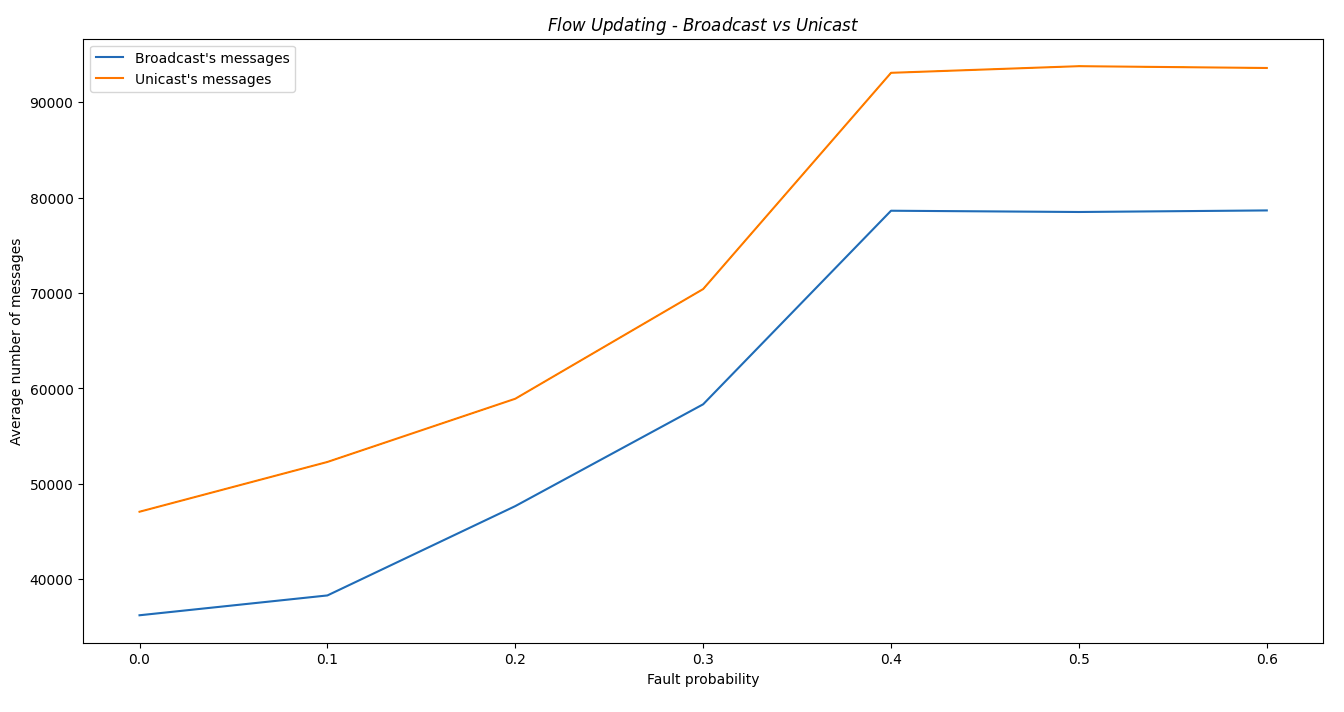 Flow Updating - Broadcast vs Unicast
Broadcast's messages
Unicast's messages
Average number of messages
90000
80000
70000
60000
50000
40000
0.0 0.1 0.2 0.3 0.4 0.5 0.6
Fault probability